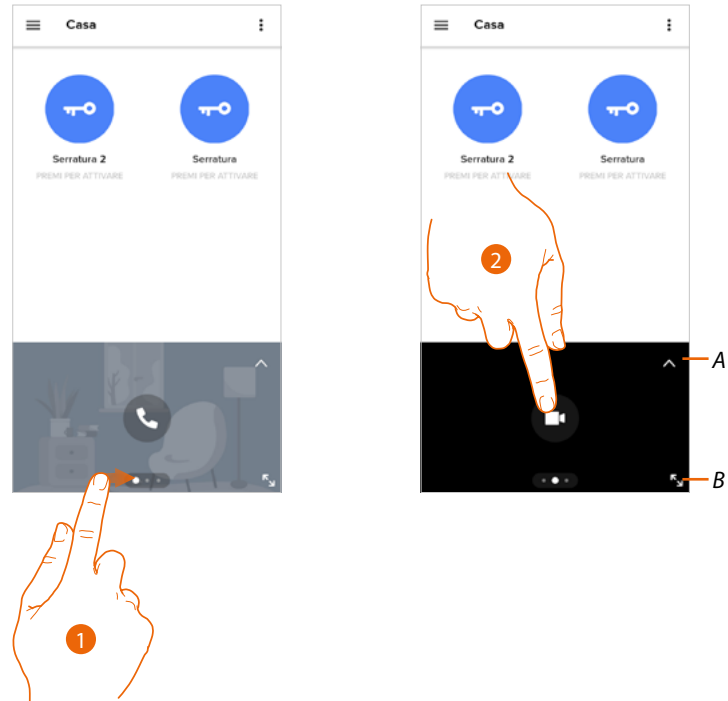 Casa
Serratura 2
PREMI PER ATTIVARE
Serratura
PREMI PER ATTIVARE
1
Casa
Serratura 2
PREMI PER ATTIVARE
Serratura
PREMI PER ATTIVARE
2
A
B